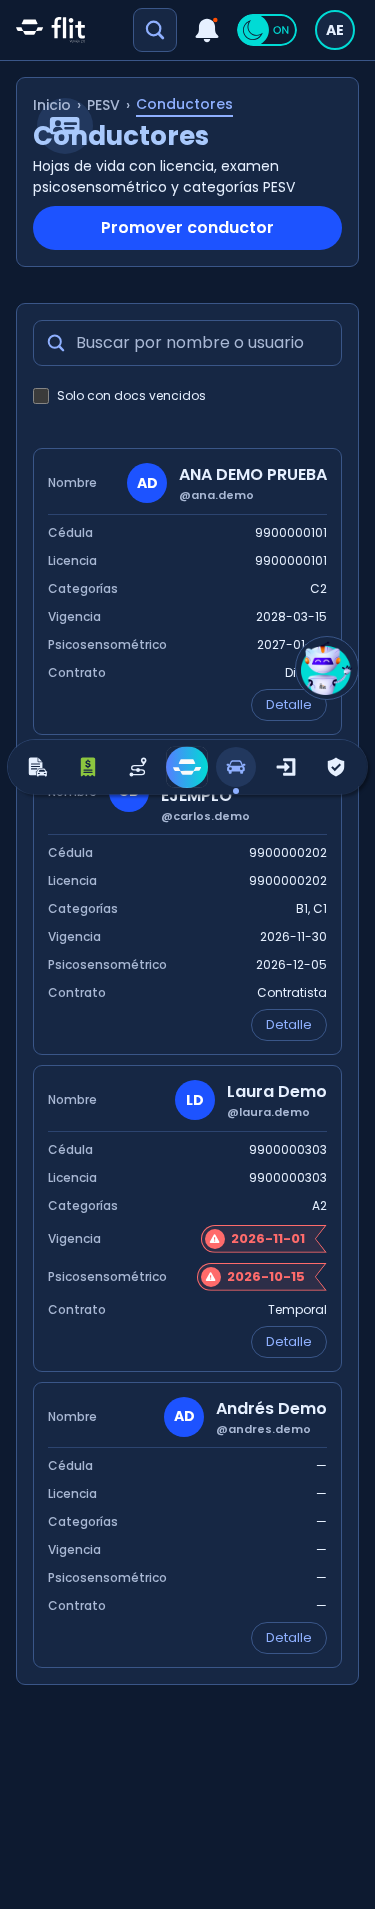 flit
ON
AE
Inicio › PESV › Conductores
Conductores
Hojas de vida con licencia, examen
psicosensométrico y categorías PESV
Promover conductor
Buscar por nombre o usuario
Solo con docs vencidos
Nombre AD ANA DEMO PRUEBA
@ana.demo
Cédula 9900000101
Licencia 9900000101
Categorías C2
Vigencia 2028-03-15
Psicosensométrico 2027-01
Contrato
Detalle
EJEMPLO
@carlos.demo
Cédula 9900000202
Licencia 9900000202
Categorías B1, C1
Vigencia 2026-11-30
Psicosensométrico 2026-12-05
Contrato Contratista
Detalle
Nombre LD Laura Demo
@laura.demo
Cédula 9900000303
Licencia 9900000303
Categorías A2
Vigencia 2026-11-01
Psicosensométrico 2026-10-15
Contrato Temporal
Detalle
Nombre AD Andrés Demo
@andres.demo
Cédula —
Licencia —
Categorías —
Vigencia —
Psicosensométrico —
Contrato —
Detalle